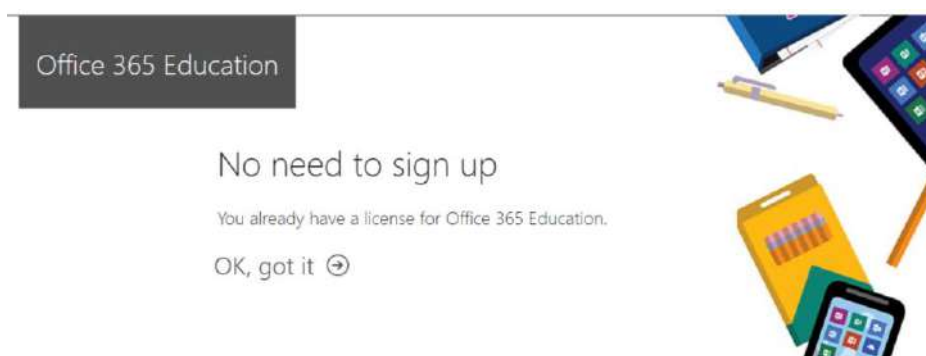 Office 365 Education
No need to sign up
You already have a license for Office 365 Education.
OK, got it